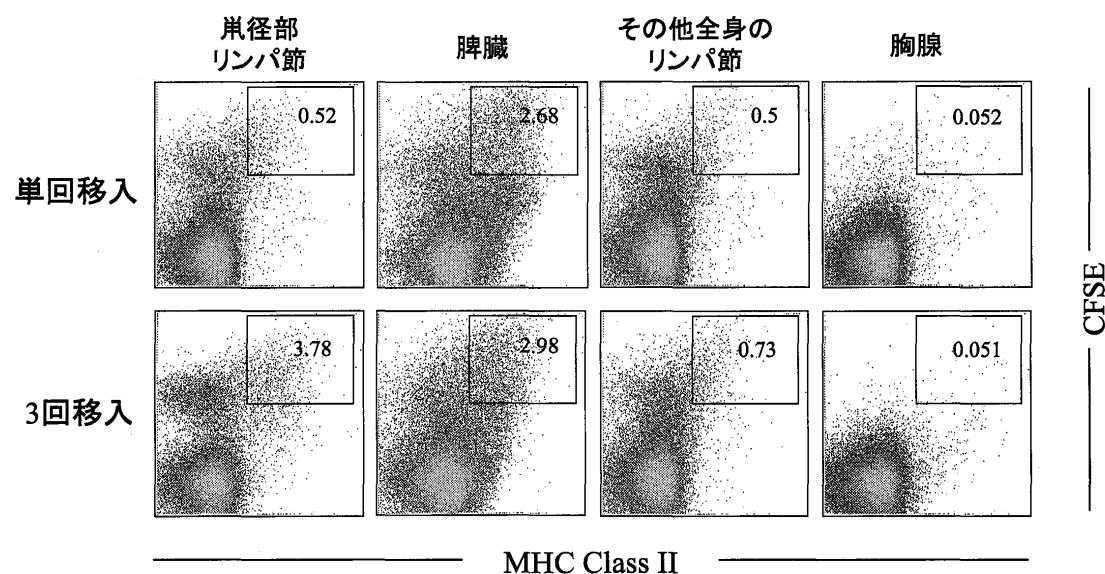 鼡径部
リンパ節
脾臓
その他全身の
リンパ節
胸腺
単回移入
0.52
2.68
0.5
0.052
3回移入
3.78
2.98
0.73
0.051
CFSE
MHC Class II